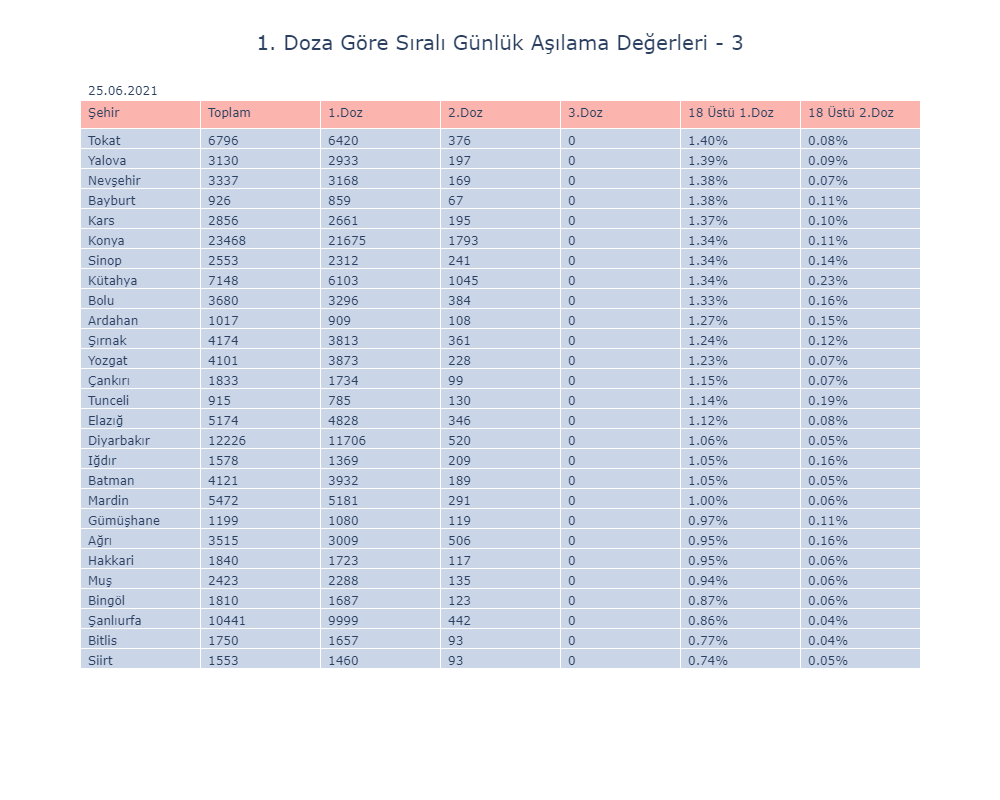 1. Doza Göre Sıralı Günlük Aşılama Değerleri - 3
25.06.2021
Şehir Toplam 1.Doz 2.Doz 3.Doz 18 Üstü 1.Doz 18 Üstü 2.Doz
Tokat 6796 6420 376 0 1.40% 0.08%
Yalova 3130 2933 197 0 1.39% 0.09%
Nevşehir 3337 3168 169 0 1.38% 0.07%
Bayburt 926 859 67 0 1.38% 0.11%
Kars 2856 2661 195 0 1.37% 0.10%
Konya 23468 21675 1793 0 1.34% 0.11%
Sinop 2553 2312 241 0 1.34% 0.14%
Kütahya 7148 6103 1045 0 1.34% 0.23%
Bolu 3680 3296 384 0 1.33% 0.16%
Ardahan 1017 909 108 0 1.27% 0.15%
Şırnak 4174 3813 361 0 1.24% 0.12%
Yozgat 4101 3873 228 0 1.23% 0.07%
Çankırı 1833 1734 99 0 1.15% 0.07%
Tunceli 915 785 130 0 1.14% 0.19%
Elazığ 5174 4828 346 0 1.12% 0.08%
Diyarbakır 12226 11706 520 0 1.06% 0.05%
Iğdır 1578 1369 209 0 1.05% 0.16%
Batman 4121 3932 189 0 1.05% 0.05%
Mardin 5472 5181 291 0 1.00% 0.06%
Gümüşhane 1199 1080 119 0 0.97% 0.11%
Ağrı 3515 3009 506 0 0.95% 0.16%
Hakkari 1840 1723 117 0 0.95% 0.06%
Muş 2423 2288 135 0 0.94% 0.06%
Bingöl 1810 1687 123 0 0.87% 0.06%
Şanlıurfa 10441 9999 442 0 0.86% 0.04%
Bitlis 1750 1657 93 0 0.77% 0.04%
Siirt 1553 1460 93 0 0.74% 0.05%